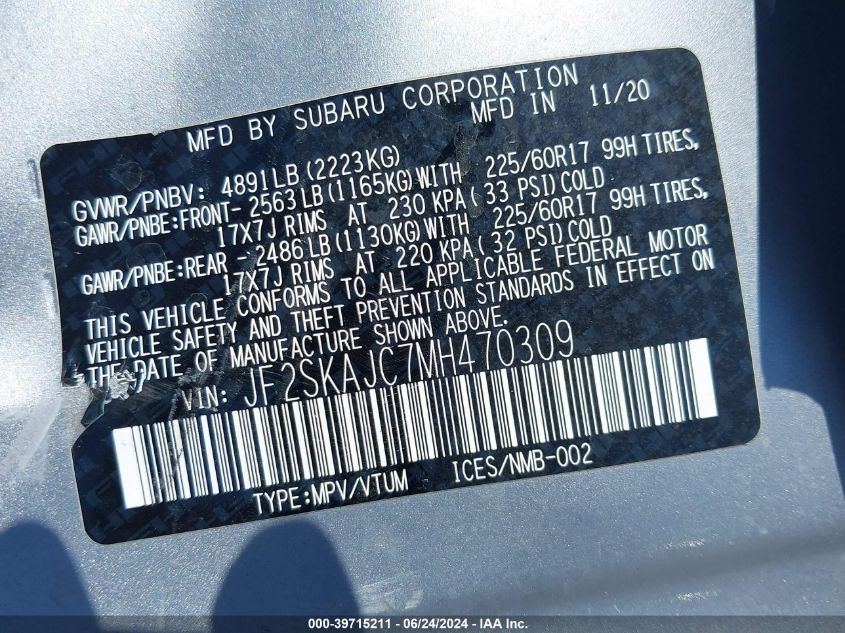 MFD BY SUBARU CORPORATION
MFD IN 11/20
GVWR/PNBV: 4891LB (2223KG)
GAWR/PNBE:FRONT- 2563LB(1165KG)WITH 225/60R17 99H TIRES,
17X7J RIMS AT 230 KPA( 33 PSI)COLD
GAWR/PNBE:REAR - 2486LB(1130KG)WITH 225/60R17 99H TIRES,
17X7J RIMS AT 220 KPA( 32 PSI)COLD
THIS VEHICLE CONFORMS TO ALL APPLICABLE FEDERAL MOTOR
VEHICLE SAFETY AND THEFT PREVENTION STANDARDS IN EFFECT ON
THE DATE OF MANUFACTURE SHOWN ABOVE.
VIN: JF2SKAJC7MH470309
TYPE:MPV/VTUM ICES/NMB-002
000-39715211 - 06/24/2024 - IAA Inc.